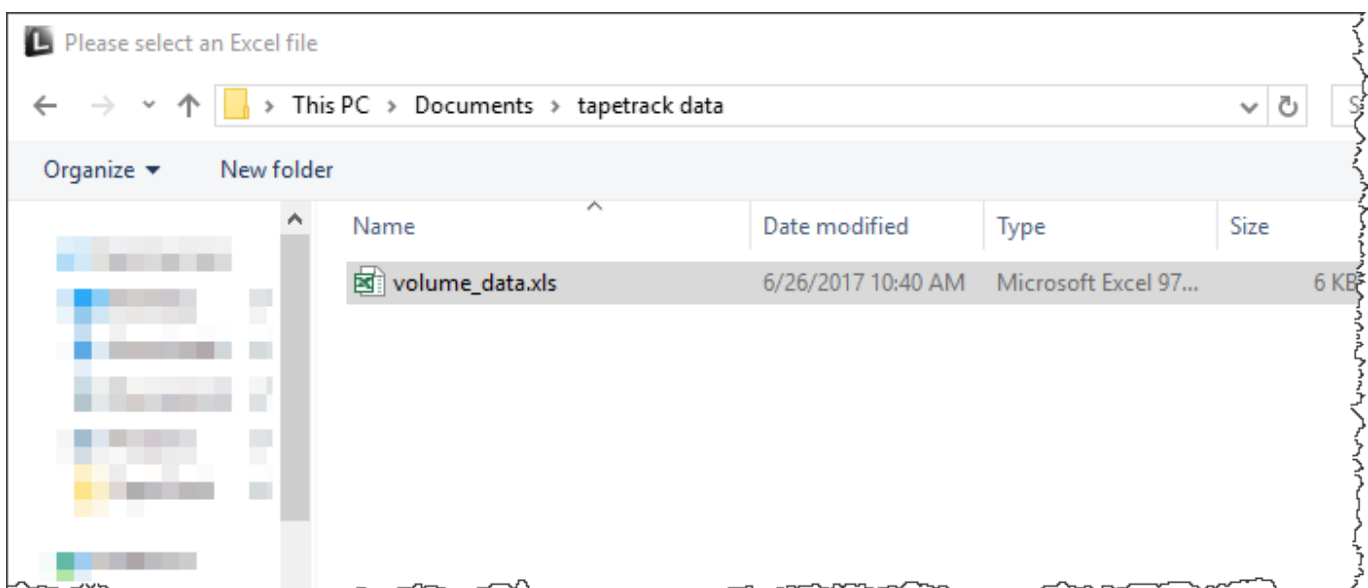 L Please select an Excel file
This PC > Documents > tapetrack data
Organize New folder
Name Date modified Type Size
volume_data.xls 6/26/2017 10:40 AM Microsoft Excel 97... 6 KB